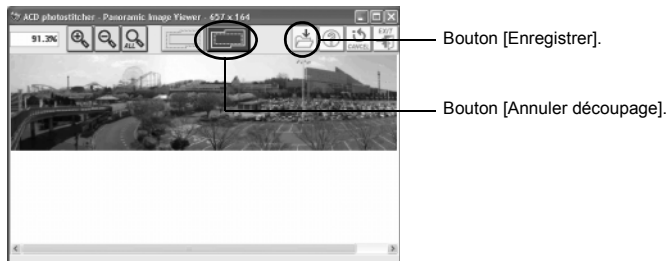 ACD photostitcher - Panoramic Image Viewer - 657 x 164
91.3%
ALL
?
CANCEL
EXIT
Bouton [Enregistrer].
Bouton [Annuler découpage].